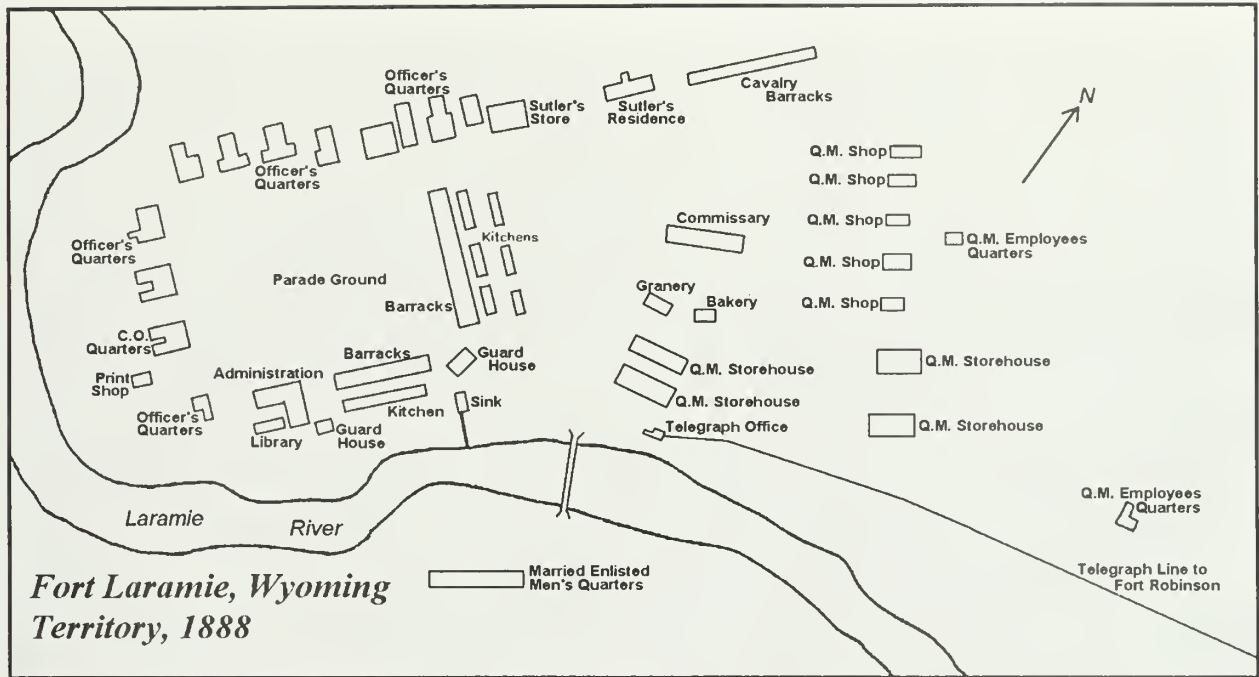 Officer's
Quarters
Cavalry
Barracks
Sutler's
Store
Sutler's
Residence
N
Officer's
Quarters
Q.M. Shop
Q.M. Shop
Q.M. Shop
Q.M. Shop
Q.M. Shop
Q.M. Employees
Quarters
Officer's
Quarters
Kitchens
Commissary
Parade Ground
Barracks
Granery
Bakery
C.O.
Quarters
Print
Shop
Administration
Barracks
Guard
House
Q.M. Storehouse
Q.M. Storehouse
Q.M. Storehouse
Q.M. Storehouse
Officer's
Quarters
Library
Guard
House
Kitchen
Sink
Telegraph Office
Laramie River
Q.M. Employees
Quarters
Telegraph Line to
Fort Robinson
Married Enlisted
Men's Quarters
Fort Laramie, Wyoming
Territory, 1888